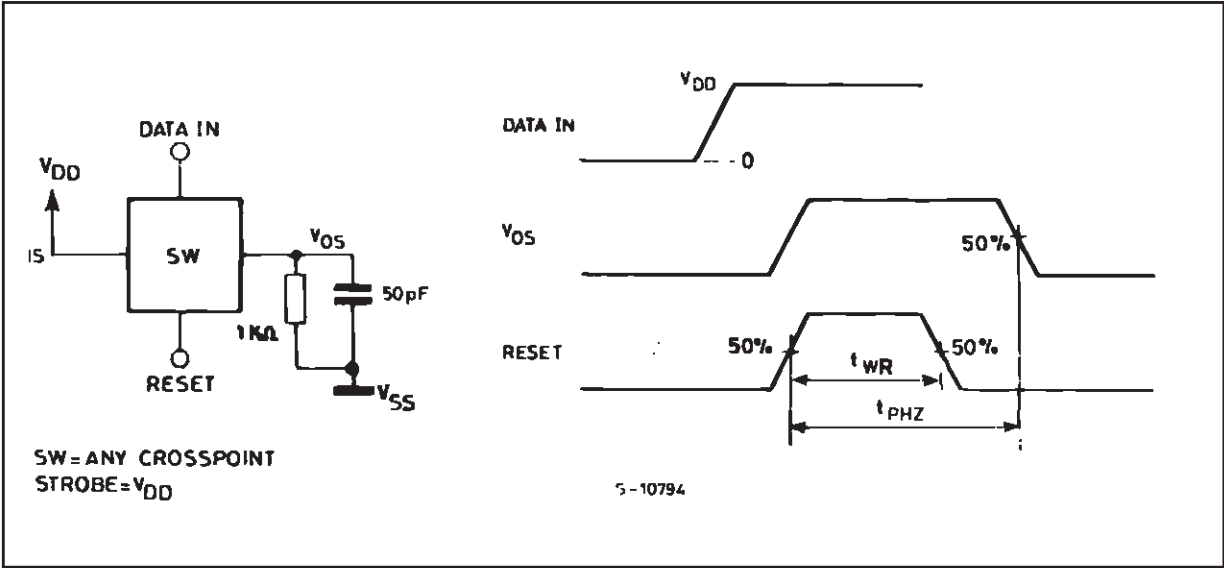 DATA IN
VDD
IS
SW
VOS
50pF
1KΩ
RESET
VSS
SW=ANY CROSSPOINT
STROBE=VDD
VDD
DATA IN
0
VOS
50%
RESET
50%
50%
tWR
tPHZ
S-10794